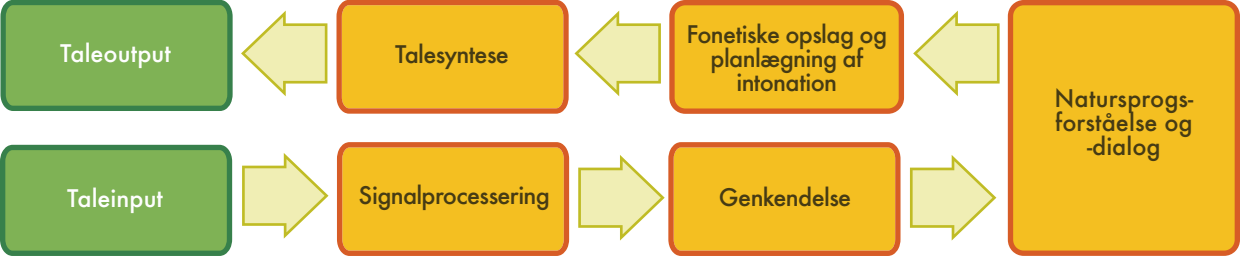 Taleoutput
Talesyntese
Fonetiske opslag og
planlægning af
intonation
Natursprogs-
forståelse og
-dialog
Taleinput
Signalprocessering
Genkendelse